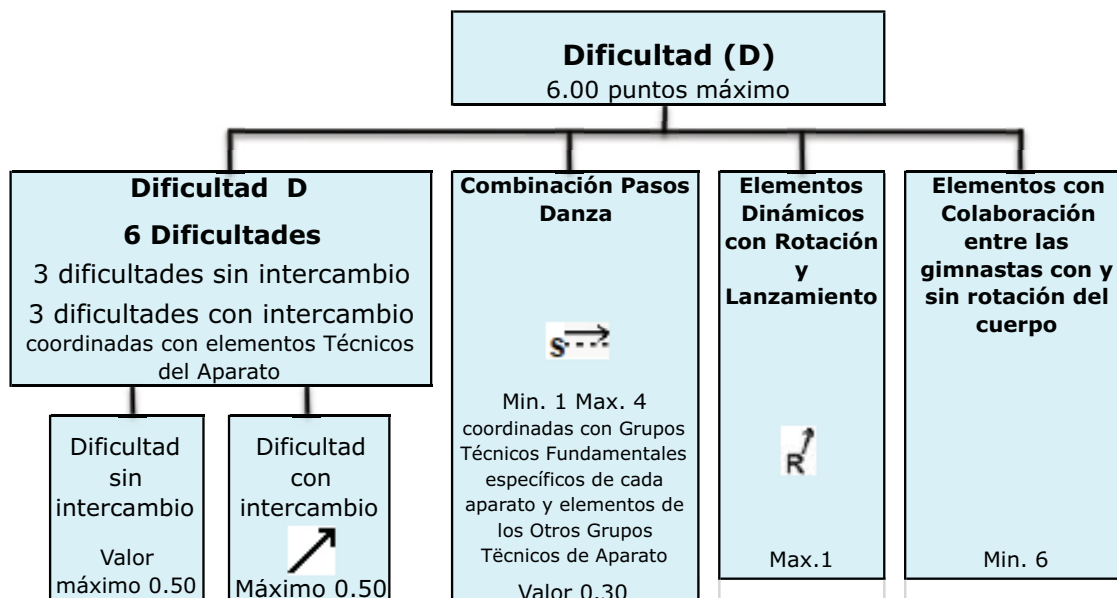 Dificultad (D)
6.00 puntos máximo
Dificultad D
6 Dificultades
3 dificultades sin intercambio
3 dificultades con intercambio
coordinadas con elementos Técnicos
del Aparato
Combinación Pasos
Danza
S
Min. 1 Max. 4
coordinadas con Grupos
Técnicos Fundamentales
específicos de cada
aparato y elementos de
los Otros Grupos
Tëcnicos de Aparato
Valor 0.30
Elementos
Dinámicos
con Rotación
y
Lanzamiento
R
Max.1
Elementos con
Colaboración
entre las
gimnastas con y
sin rotación del
cuerpo
Min. 6
Dificultad
sin
intercambio
Valor
máximo 0.50
Dificultad
con
intercambio
Máximo 0.50